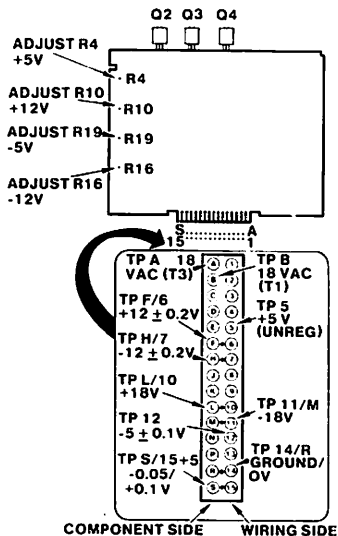 Q2 Q3 Q4
ADJUST R4
+5V
R4
ADJUST R10
+12V
R10
ADJUST R19
-5V
R19
ADJUST R16
-12V
R16
S A
15 1
TP A 18
VAC (T3)
TP B
18 VAC
(T1)
TP F/6
+12 ± 0.2V
TP 5
+5V
(UNREG)
TP H/7
-12 ± 0.2V
TP L/10
+18V
TP 11/M
-18V
TP 12
-5 ± 0.1V
TP S/15+5
-0.05/
+0.1V
TP 14/R
GROUND/
OV
COMPONENT SIDE WIRING SIDE